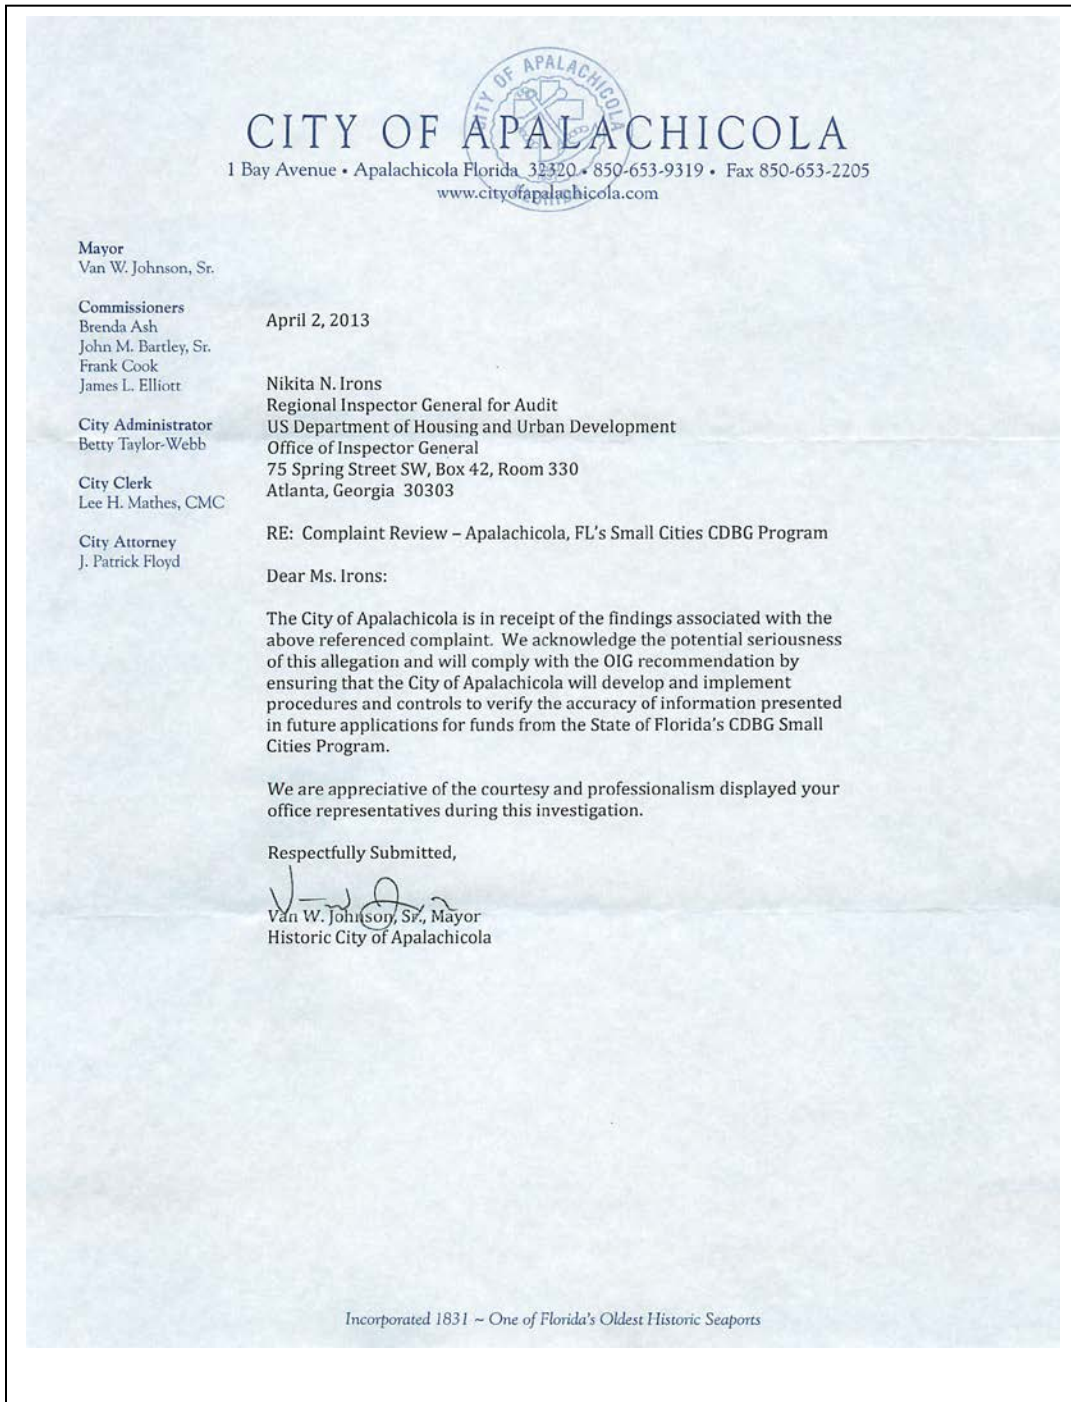 CITY OF APALACHICOLA
CITY OF APALACHICOLA
FLORIDA
1 Bay Avenue • Apalachicola Florida 32320 • 850-653-9319 • Fax 850-653-2205
www.cityofapalachicola.com
Mayor
Van W. Johnson, Sr.
Commissioners
Brenda Ash
John M. Bartley, Sr.
Frank Cook
James L. Elliott
City Administrator
Betty Taylor-Webb
City Clerk
Lee H. Mathes, CMC
City Attorney
J. Patrick Floyd
April 2, 2013
Nikita N. Irons
Regional Inspector General for Audit
US Department of Housing and Urban Development
Office of Inspector General
75 Spring Street SW, Box 42, Room 330
Atlanta, Georgia 30303
RE: Complaint Review – Apalachicola, FL's Small Cities CDBG Program
Dear Ms. Irons:
The City of Apalachicola is in receipt of the findings associated with the
above referenced complaint. We acknowledge the potential seriousness
of this allegation and will comply with the OIG recommendation by
ensuring that the City of Apalachicola will develop and implement
procedures and controls to verify the accuracy of information presented
in future applications for funds from the State of Florida's CDBG Small
Cities Program.
We are appreciative of the courtesy and professionalism displayed your
office representatives during this investigation.
Respectfully Submitted,
Van W. Johnson, Sr., Mayor
Historic City of Apalachicola
Incorporated 1831 ~ One of Florida's Oldest Historic Seaports